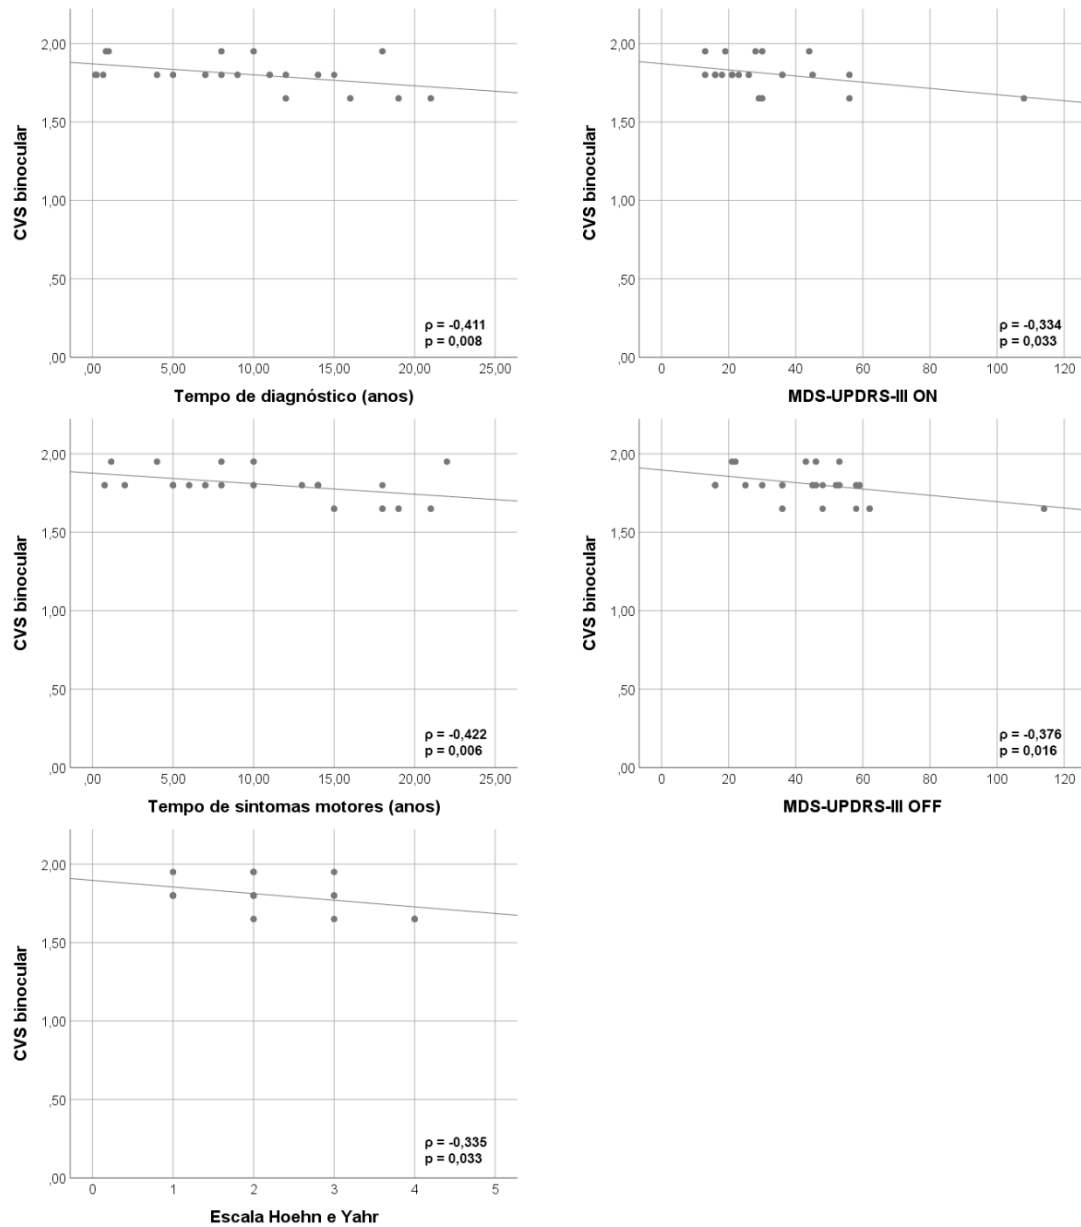 2,00
1,50
1,00
,50
,00
CVS binocular
ρ = -0,411
p = 0,008
,00 5,00 10,00 15,00 20,00 25,00
Tempo de diagnóstico (anos)
2,00
1,50
1,00
,50
,00
CVS binocular
ρ = -0,334
p = 0,033
0 20 40 60 80 100 120
MDS-UPDRS-III ON
2,00
1,50
1,00
,50
,00
CVS binocular
ρ = -0,422
p = 0,006
,00 5,00 10,00 15,00 20,00 25,00
Tempo de sintomas motores (anos)
2,00
1,50
1,00
,50
,00
CVS binocular
ρ = -0,376
p = 0,016
0 20 40 60 80 100 120
MDS-UPDRS-III OFF
2,00
1,50
1,00
,50
,00
CVS binocular
ρ = -0,335
p = 0,033
0 1 2 3 4 5
Escala Hoehn e Yahr